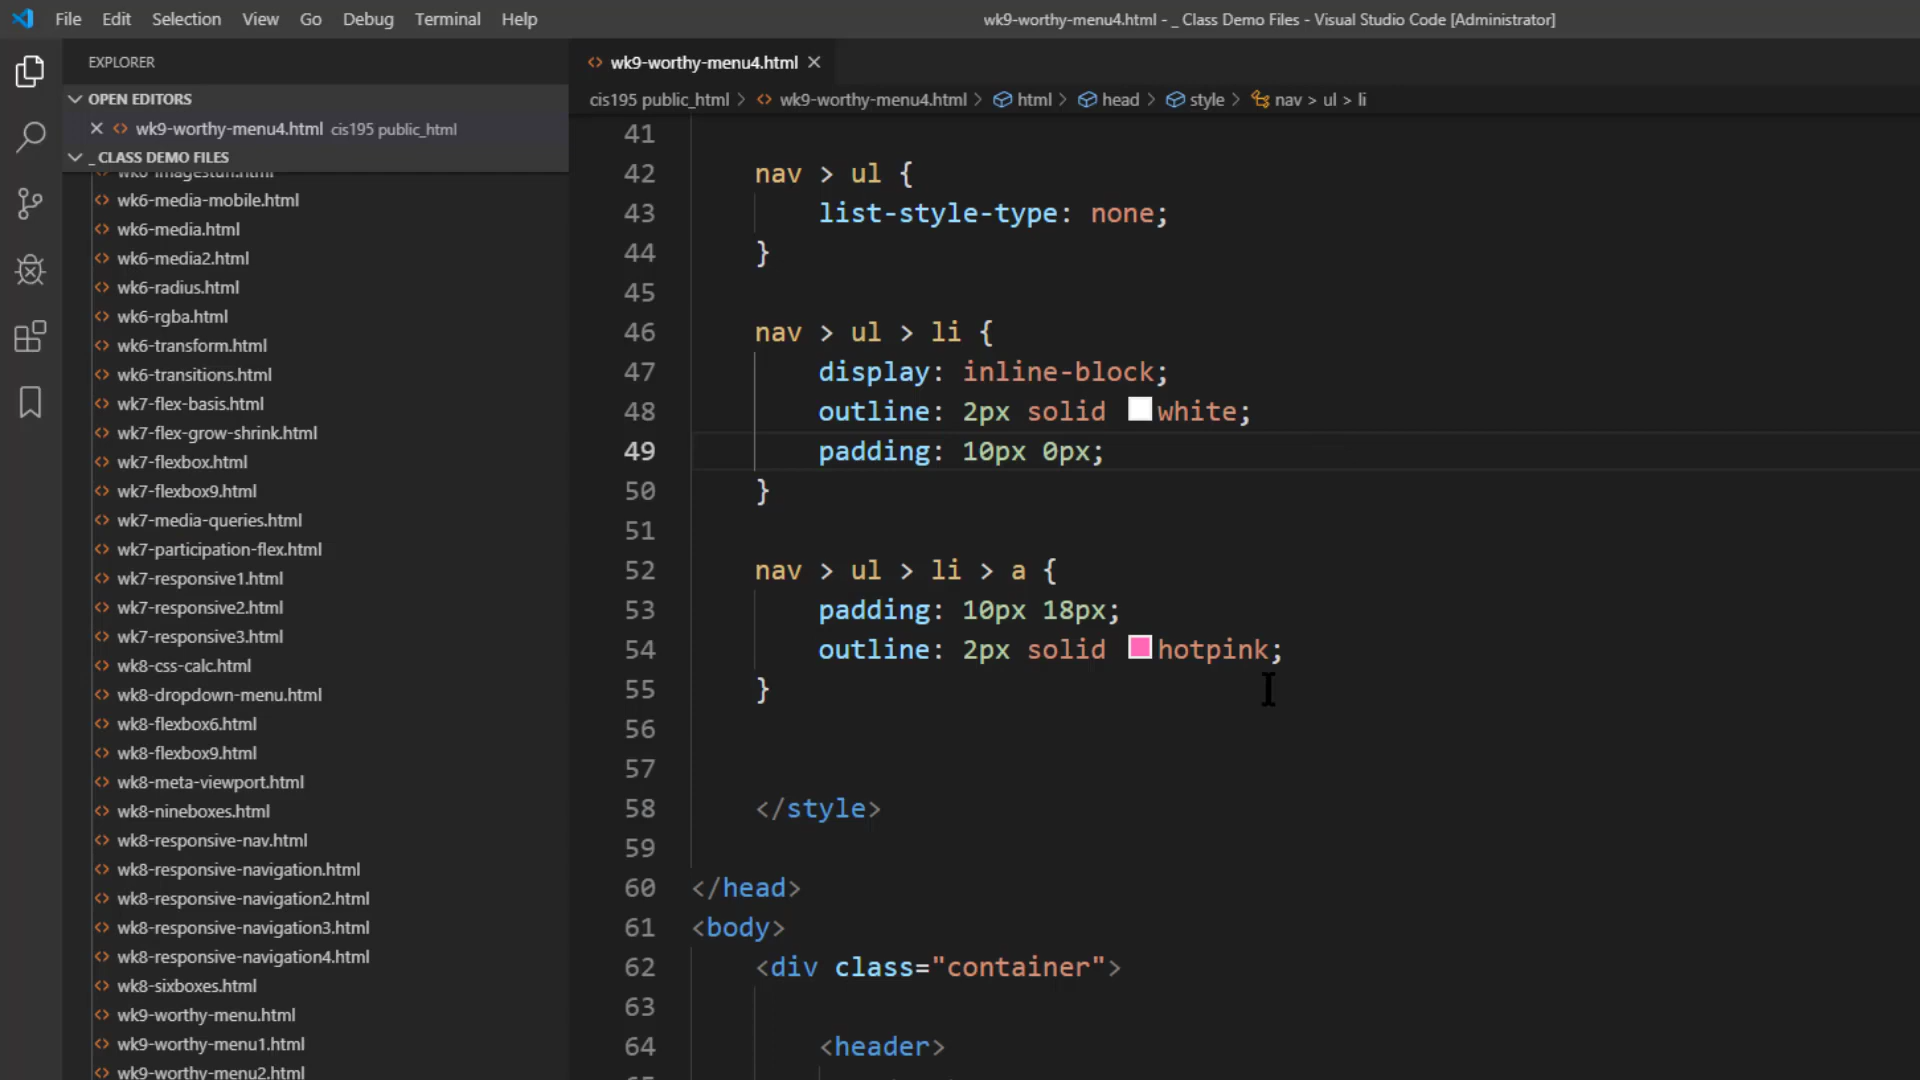 File Edit Selection View Go Debug Terminal Help
wk9-worthy-menu4.html - _ Class Demo Files - Visual Studio Code [Administrator]
EXPLORER
OPEN EDITORS
wk9-worthy-menu4.html cis195 public_html
_ CLASS DEMO FILES
wk6-imagestuff.html
wk6-media-mobile.html
wk6-media.html
wk6-media2.html
wk6-radius.html
wk6-rgba.html
wk6-transform.html
wk6-transitions.html
wk7-flex-basis.html
wk7-flex-grow-shrink.html
wk7-flexbox.html
wk7-flexbox9.html
wk7-media-queries.html
wk7-participation-flex.html
wk7-responsive1.html
wk7-responsive2.html
wk7-responsive3.html
wk8-css-calc.html
wk8-dropdown-menu.html
wk8-flexbox6.html
wk8-flexbox9.html
wk8-meta-viewport.html
wk8-nineboxes.html
wk8-responsive-nav.html
wk8-responsive-navigation.html
wk8-responsive-navigation2.html
wk8-responsive-navigation3.html
wk8-responsive-navigation4.html
wk8-sixboxes.html
wk9-worthy-menu.html
wk9-worthy-menu1.html
wk9-worthy-menu2.html
wk9-worthy-menu4.html
cis195 public_html > wk9-worthy-menu4.html > html > head > style > nav > ul > li
41
42 nav > ul {
43 list-style-type: none;
44 }
45
46 nav > ul > li {
47 display: inline-block;
48 outline: 2px solid white;
49 padding: 10px 0px;
50 }
51
52 nav > ul > li > a {
53 padding: 10px 18px;
54 outline: 2px solid hotpink;
55 }
56
57
58 </style>
59
60 </head>
61 <body>
62 <div class="container">
63
64 <header>